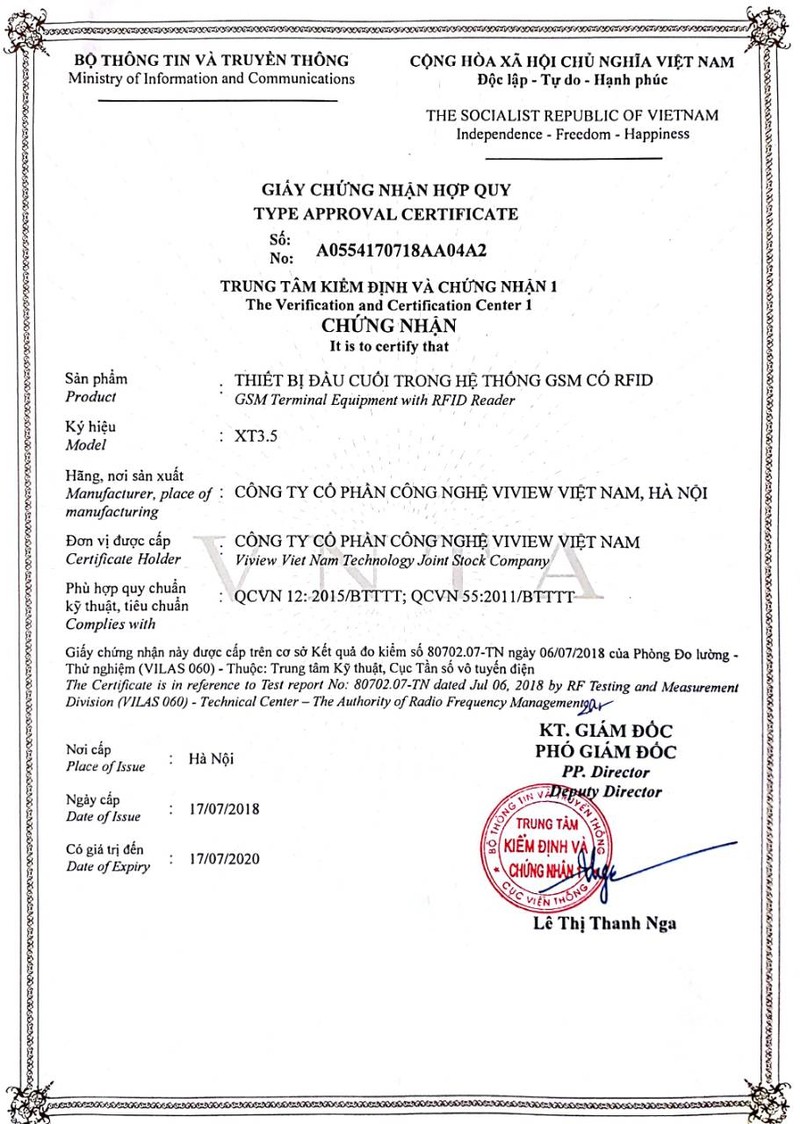 BỘ THÔNG TIN VÀ TRUYỀN THÔNG
Ministry of Information and Communications
CỘNG HÒA XÃ HỘI CHỦ NGHĨA VIỆT NAM
Độc lập - Tự do - Hạnh phúc
THE SOCIALIST REPUBLIC OF VIETNAM
Independence - Freedom - Happiness
GIẤY CHỨNG NHẬN HỢP QUY
TYPE APPROVAL CERTIFICATE
Số:
No: A0554170718AA04A2
TRUNG TÂM KIỂM ĐỊNH VÀ CHỨNG NHẬN 1
The Verification and Certification Center 1
CHỨNG NHẬN
It is to certify that
Sản phẩm : THIẾT BỊ ĐẦU CUỐI TRONG HỆ THỐNG GSM CÓ RFID
Product GSM Terminal Equipment with RFID Reader
Ký hiệu
Model : XT3.5
Hãng, nơi sản xuất
Manufacturer, place of : CÔNG TY CỔ PHẦN CÔNG NGHỆ VIVIEW VIỆT NAM, HÀ NỘI
manufacturing
Đơn vị được cấp : CÔNG TY CỔ PHẦN CÔNG NGHỆ VIVIEW VIỆT NAM
Certificate Holder Viview Viet Nam Technology Joint Stock Company
VNTA
Phù hợp quy chuẩn
kỹ thuật, tiêu chuẩn : QCVN 12: 2015/BTTTT; QCVN 55:2011/BTTTT
Complies with
Giấy chứng nhận này được cấp trên cơ sở Kết quả đo kiểm số 80702.07-TN ngày 06/07/2018 của Phòng Đo lường -
Thử nghiệm (VILAS 060) - Thuộc: Trung tâm Kỹ thuật, Cục Tần số vô tuyến điện
The Certificate is in reference to Test report No: 80702.07-TN dated Jul 06, 2018 by RF Testing and Measurement
Division (VILAS 060) - Technical Center – The Authority of Radio Frequency Management
KT. GIÁM ĐỐC
PHÓ GIÁM ĐỐC
PP. Director
Deputy Director
Nơi cấp
Place of Issue : Hà Nội
Ngày cấp
Date of Issue : 17/07/2018
Có giá trị đến
Date of Expiry : 17/07/2020
BỘ THÔNG TIN VÀ TRUYỀN THÔNG
TRUNG TÂM
KIỂM ĐỊNH VÀ
CHỨNG NHẬN
* CỤC VIỄN THÔNG
Lê Thị Thanh Nga